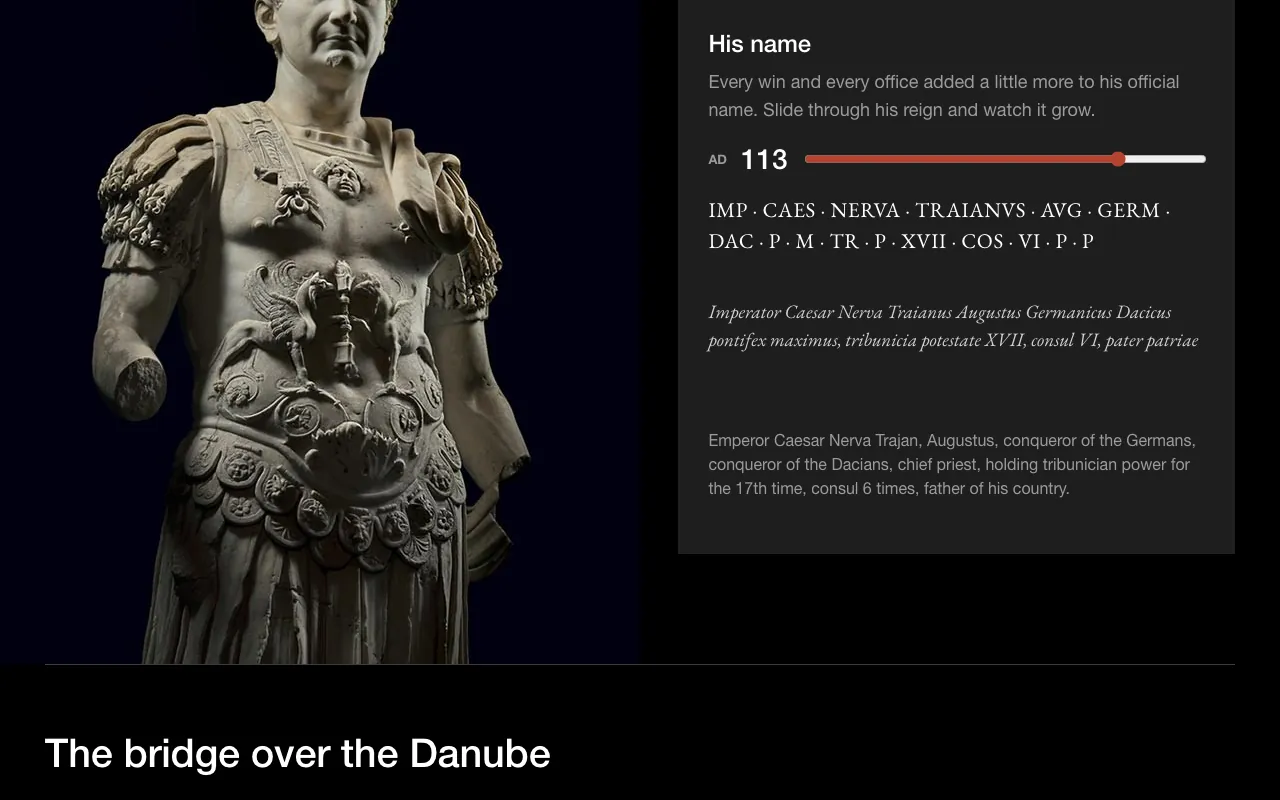 His name
Every win and every office added a little more to his official
name. Slide through his reign and watch it grow.
AD 113
IMP · CAES · NERVA · TRAIANVS · AVG · GERM ·
DAC · P · M · TR · P · XVII · COS · VI · P · P
Imperator Caesar Nerva Traianus Augustus Germanicus Dacicus
pontifex maximus, tribunicia potestate XVII, consul VI, pater patriae
Emperor Caesar Nerva Trajan, Augustus, conqueror of the Germans,
conqueror of the Dacians, chief priest, holding tribunician power for
the 17th time, consul 6 times, father of his country.
The bridge over the Danube